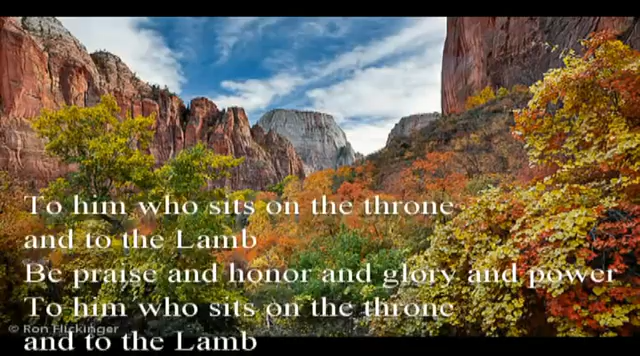 To him who sits on the throne
and to the Lamb
Be praise and honor and glory and power
To him who sits on the throne
© Ron Flickinger
and to the Lamb